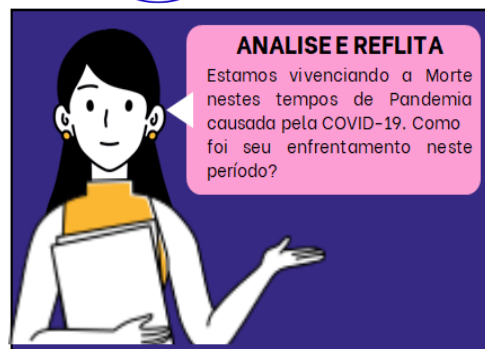 ANALISE E REFLITA
Estamos vivenciando a Morte
nestes tempos de Pandemia
causada pela COVID-19. Como
foi seu enfrentamento neste
período?